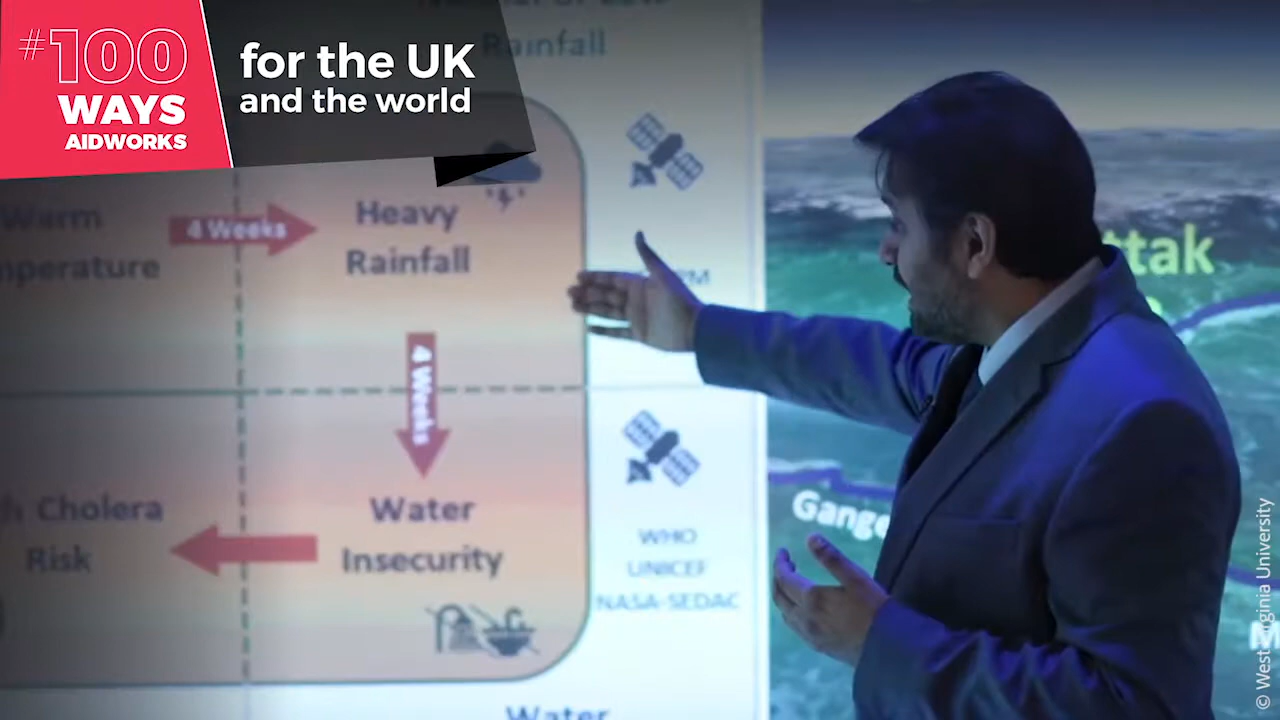 #100
WAYS
AIDWORKS
for the UK
and the world
Rainfall
Warm
4 Weeks
Heavy
Rainfall
4 Weeks
Cholera
Risk
Water
Insecurity
WHO
UNICEF
NASA-SEDAC
Water
ttak
Gange
M
© West Virginia University